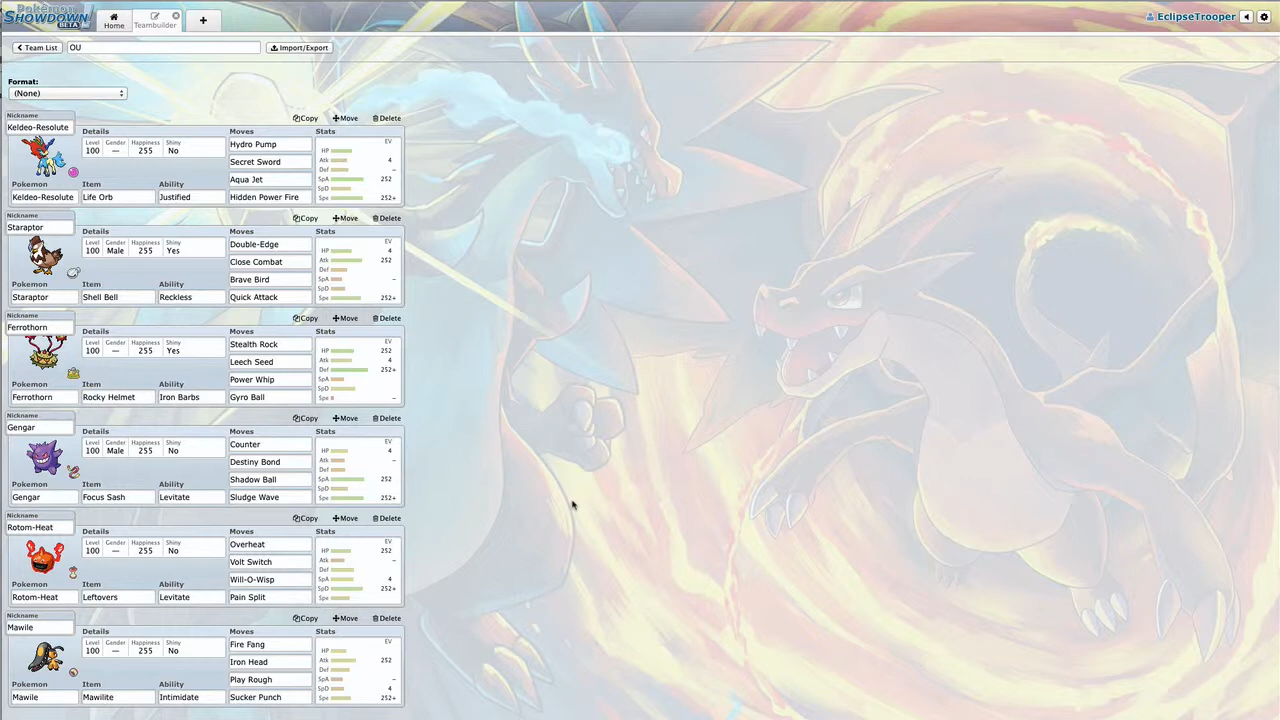 Pokémon
SHOWDOWN
BETA
Home
Teambuilder
+
EclipseTrooper
Team List
OU
Import/Export
Format:
(None)
Nickname
Keldeo-Resolute
Copy Move Delete
Details Moves Stats
Level Gender Happiness Shiny
100 — 255 No
Pokemon Item Ability
Keldeo-Resolute Life Orb Justified
Hydro Pump
Secret Sword
Aqua Jet
Hidden Power Fire
EV
HP
Atk 4
Def –
SpA 252
SpD
Spe 252+
Nickname
Staraptor
Copy Move Delete
Details Moves Stats
Level Gender Happiness Shiny
100 Male 255 Yes
Pokemon Item Ability
Staraptor Shell Bell Reckless
Double-Edge
Close Combat
Brave Bird
Quick Attack
EV
HP 4
Atk 252
Def
SpA –
SpD
Spe 252+
Nickname
Ferrothorn
Copy Move Delete
Details Moves Stats
Level Gender Happiness Shiny
100 — 255 Yes
Pokemon Item Ability
Ferrothorn Rocky Helmet Iron Barbs
Stealth Rock
Leech Seed
Power Whip
Gyro Ball
EV
HP 252
Atk 4
Def 252+
SpA
SpD
Spe –
Nickname
Gengar
Copy Move Delete
Details Moves Stats
Level Gender Happiness Shiny
100 Male 255 No
Pokemon Item Ability
Gengar Focus Sash Levitate
Counter
Destiny Bond
Shadow Ball
Sludge Wave
EV
HP 4
Atk –
Def
SpA 252
SpD
Spe 252+
Nickname
Rotom-Heat
Copy Move Delete
Details Moves Stats
Level Gender Happiness Shiny
100 — 255 No
Pokemon Item Ability
Rotom-Heat Leftovers Levitate
Overheat
Volt Switch
Will-O-Wisp
Pain Split
EV
HP 252
Atk –
Def
SpA 4
SpD 252+
Spe
Nickname
Mawile
Copy Move Delete
Details Moves Stats
Level Gender Happiness Shiny
100 — 255 No
Pokemon Item Ability
Mawile Mawilite Intimidate
Fire Fang
Iron Head
Play Rough
Sucker Punch
EV
HP
Atk 252
Def
SpA –
SpD 4
Spe 252+